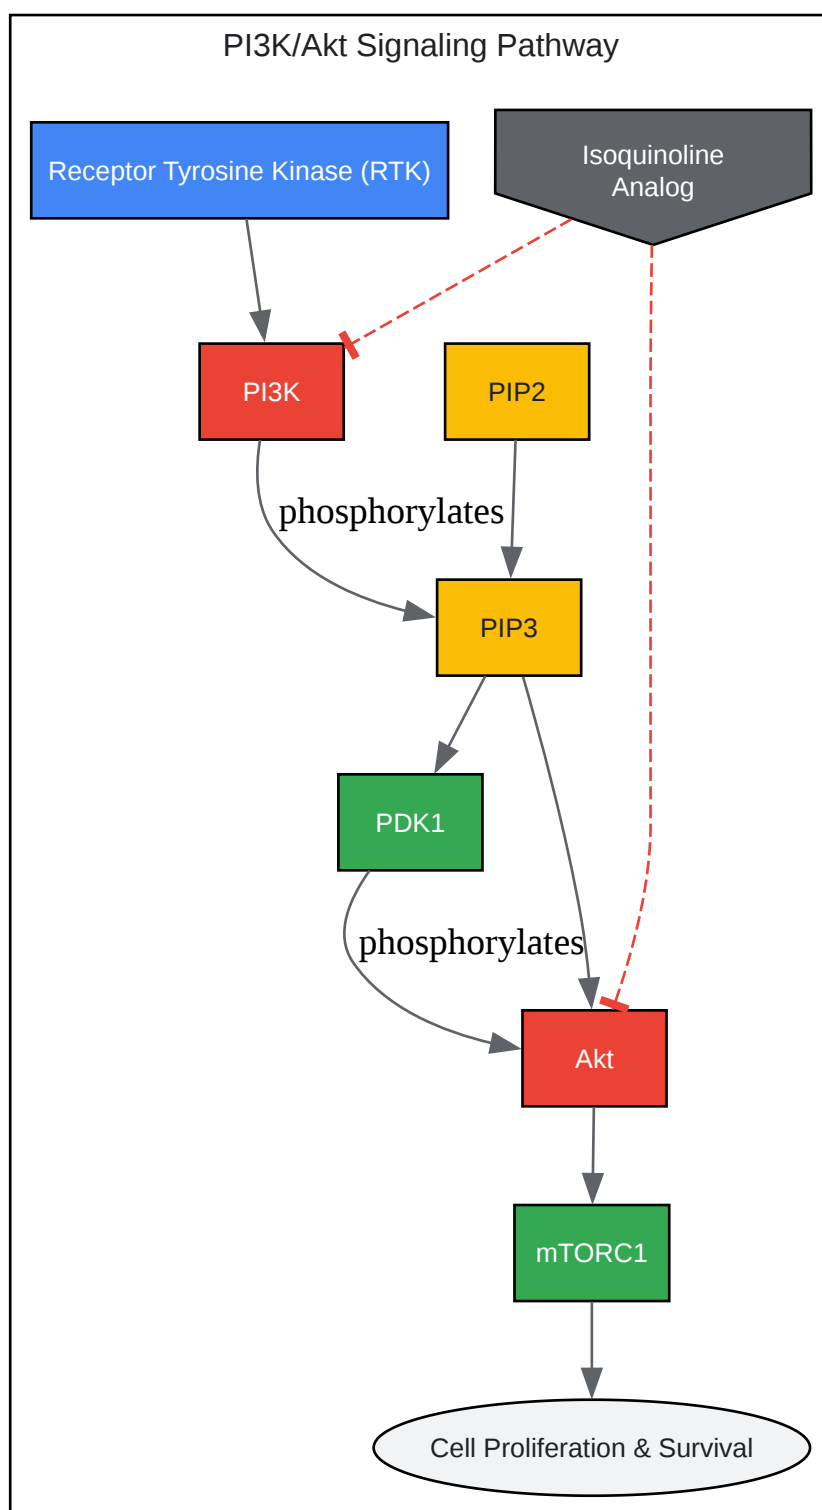 PI3K/Akt Signaling Pathway
Receptor Tyrosine Kinase (RTK)
Isoquinoline
Analog
PI3K
PIP2
phosphorylates
PIP3
PDK1
phosphorylates
Akt
mTORC1
Cell Proliferation & Survival